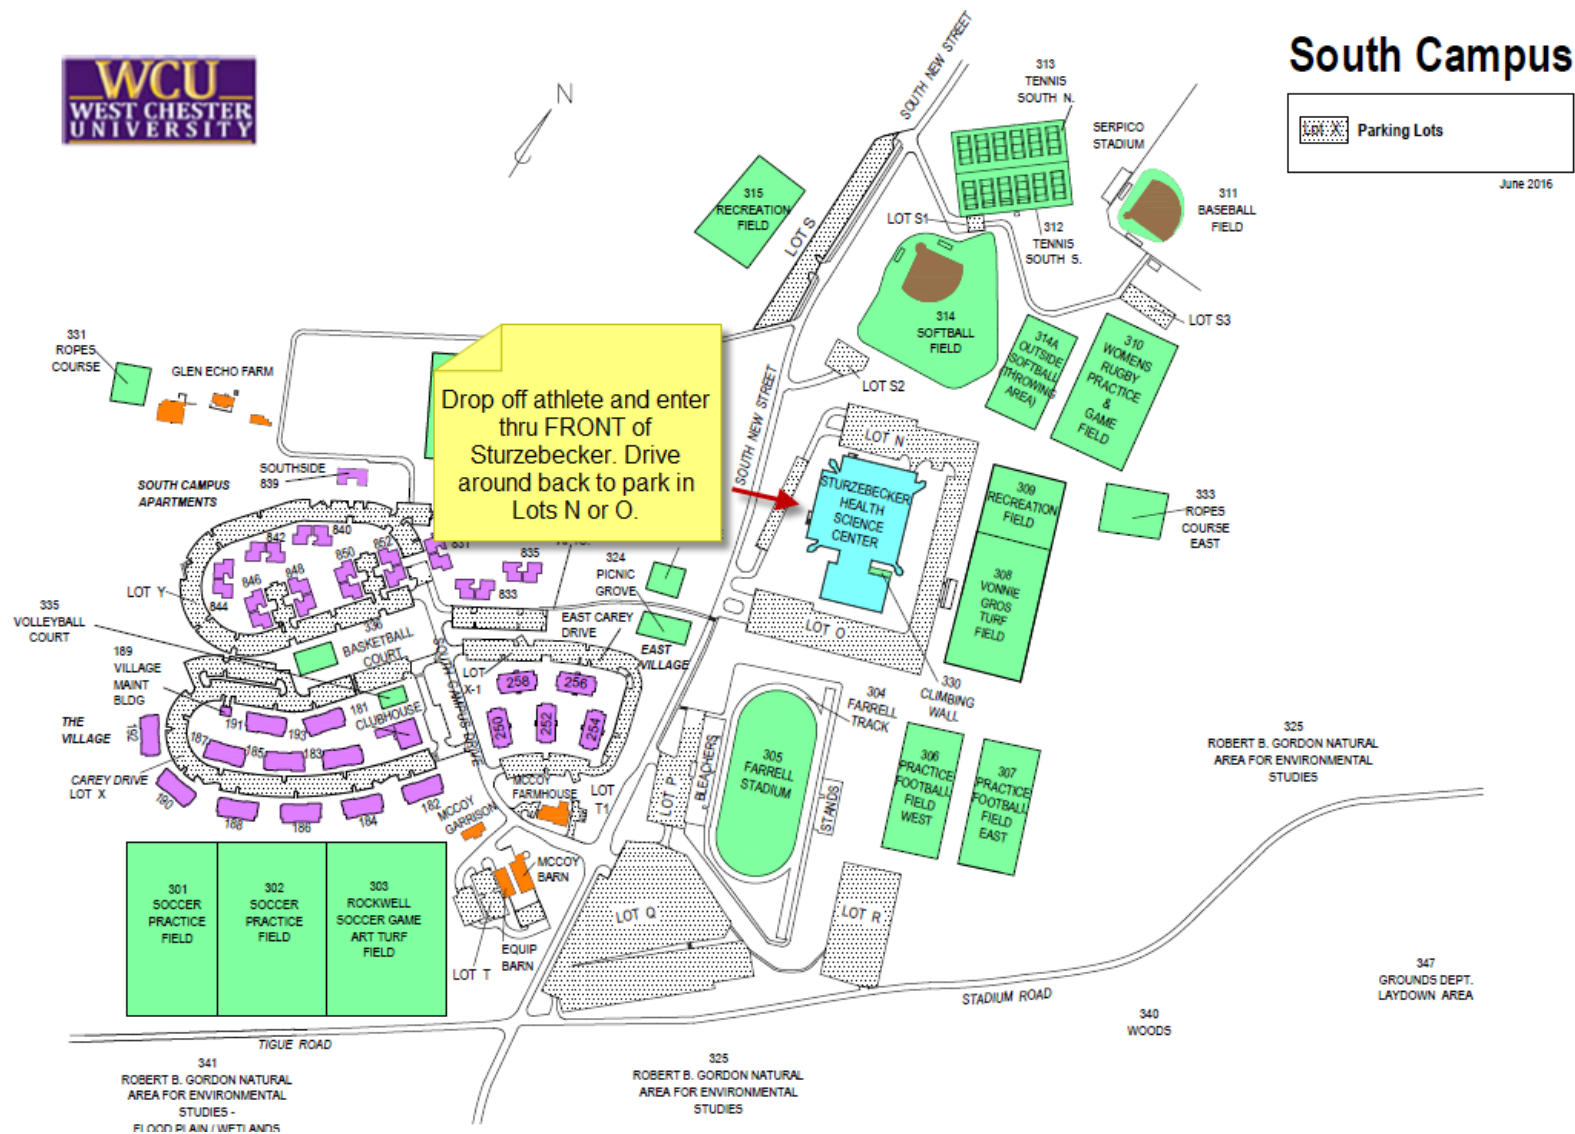 WCU
WEST CHESTER
UNIVERSITY
N
South Campus
Lot X
Parking Lots
June 2016
SOUTH NEW STREET
313
TENNIS
SOUTH N.
SERPICO
STADIUM
311
BASEBALL
FIELD
315
RECREATION
FIELD
LOT S
LOT S1
312
TENNIS
SOUTH S.
LOT S3
314
SOFTBALL
FIELD
314A
OUTSIDE
SOFTBALL
(THROWING
AREA)
310
WOMENS
RUGBY
PRACTICE
&
GAME
FIELD
331
ROPES
COURSE
GLEN ECHO FARM
Drop off athlete and enter
thru FRONT of
Sturzebecker. Drive
around back to park in
Lots N or O.
LOT S2
SOUTH NEW STREET
LOT N
STURZEBECKER
HEALTH
SCIENCE
CENTER
309
RECREATION
FIELD
333
ROPES
COURSE
EAST
308
VONNIE
GROS
TURF
FIELD
SOUTHSIDE
839
SOUTH CAMPUS
APARTMENTS
842
840
850
852
831
835
833
846
848
844
LOT Y
324
PICNIC
GROVE
335
VOLLEYBALL
COURT
336
BASKETBALL
COURT
EAST CAREY
DRIVE
EAST
VILLAGE
LOT O
330
CLIMBING
WALL
189
VILLAGE
MAINT
BLDG
SOUTH CAMPUS DRIVE
LOT
X-1
258
256
250
252
254
304
FARRELL
TRACK
THE
VILLAGE
192
191
193
181
CLUBHOUSE
187
185
183
CAREY DRIVE
LOT X
190
188
186
184
182
MCCOY
GARRISON
MCCOY
FARMHOUSE
LOT
T1
LOT P
BLEACHERS
305
FARRELL
STADIUM
STANDS
306
PRACTICE
FOOTBALL
FIELD
WEST
307
PRACTICE
FOOTBALL
FIELD
EAST
325
ROBERT B. GORDON NATURAL
AREA FOR ENVIRONMENTAL
STUDIES
301
SOCCER
PRACTICE
FIELD
302
SOCCER
PRACTICE
FIELD
303
ROCKWELL
SOCCER GAME
ART TURF
FIELD
MCCOY
BARN
EQUIP
BARN
LOT T
LOT Q
LOT R
STADIUM ROAD
347
GROUNDS DEPT.
LAYDOWN AREA
340
WOODS
TIGUE ROAD
341
ROBERT B. GORDON NATURAL
AREA FOR ENVIRONMENTAL
STUDIES -
FLOOD PLAIN / WETLANDS
325
ROBERT B. GORDON NATURAL
AREA FOR ENVIRONMENTAL
STUDIES